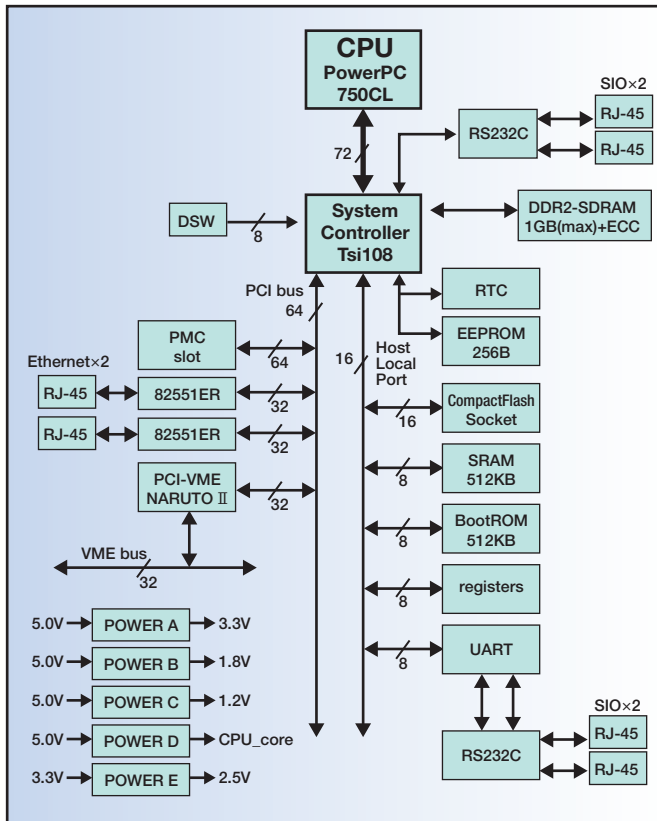 CPU
PowerPC
750CL
72
SIO×2
RS232C
RJ-45
RJ-45
DSW
8
System
Controller
Tsi108
DDR2-SDRAM
1GB(max)+ECC
PCI bus
64
RTC
EEPROM
256B
16
Host
Local
Port
PMC
slot
64
Ethernet×2
RJ-45
82551ER
32
RJ-45
82551ER
32
PCI-VME
NARUTO Ⅱ
32
VME bus
32
CompactFlash
Socket
16
SRAM
512KB
8
BootROM
512KB
8
registers
8
UART
8
RS232C
SIO×2
RJ-45
RJ-45
5.0V POWER A 3.3V
5.0V POWER B 1.8V
5.0V POWER C 1.2V
5.0V POWER D CPU_core
3.3V POWER E 2.5V